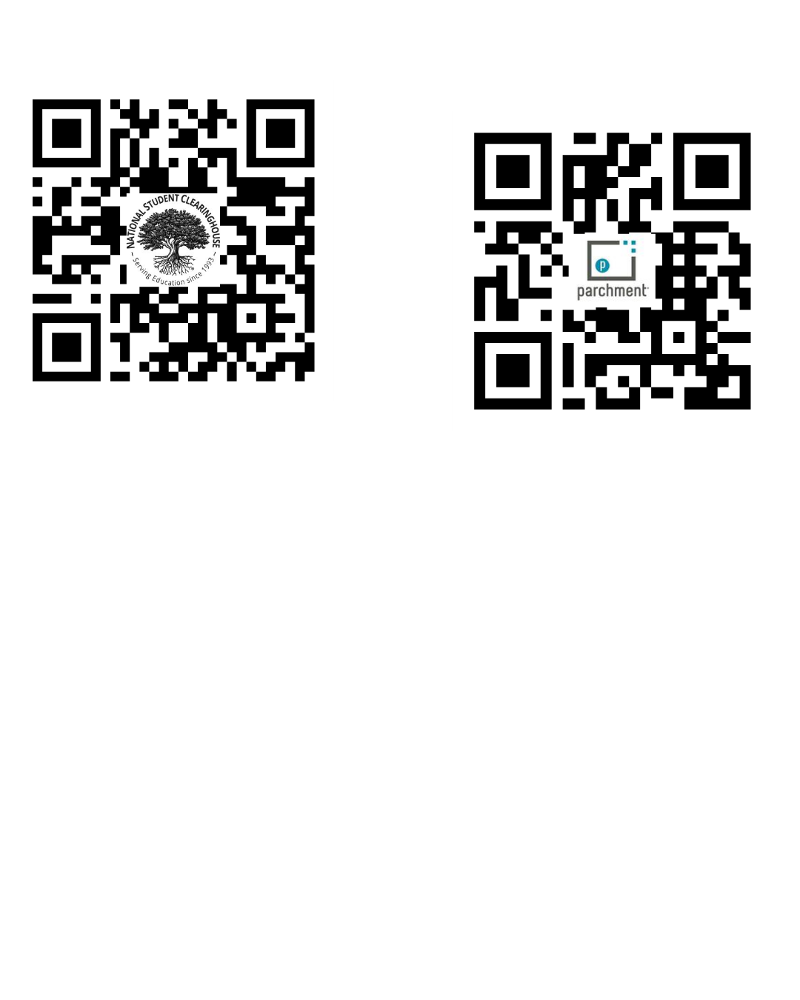 NATIONAL STUDENT CLEARINGHOUSE
~ Serving Education since 1993 ~
p
parchment